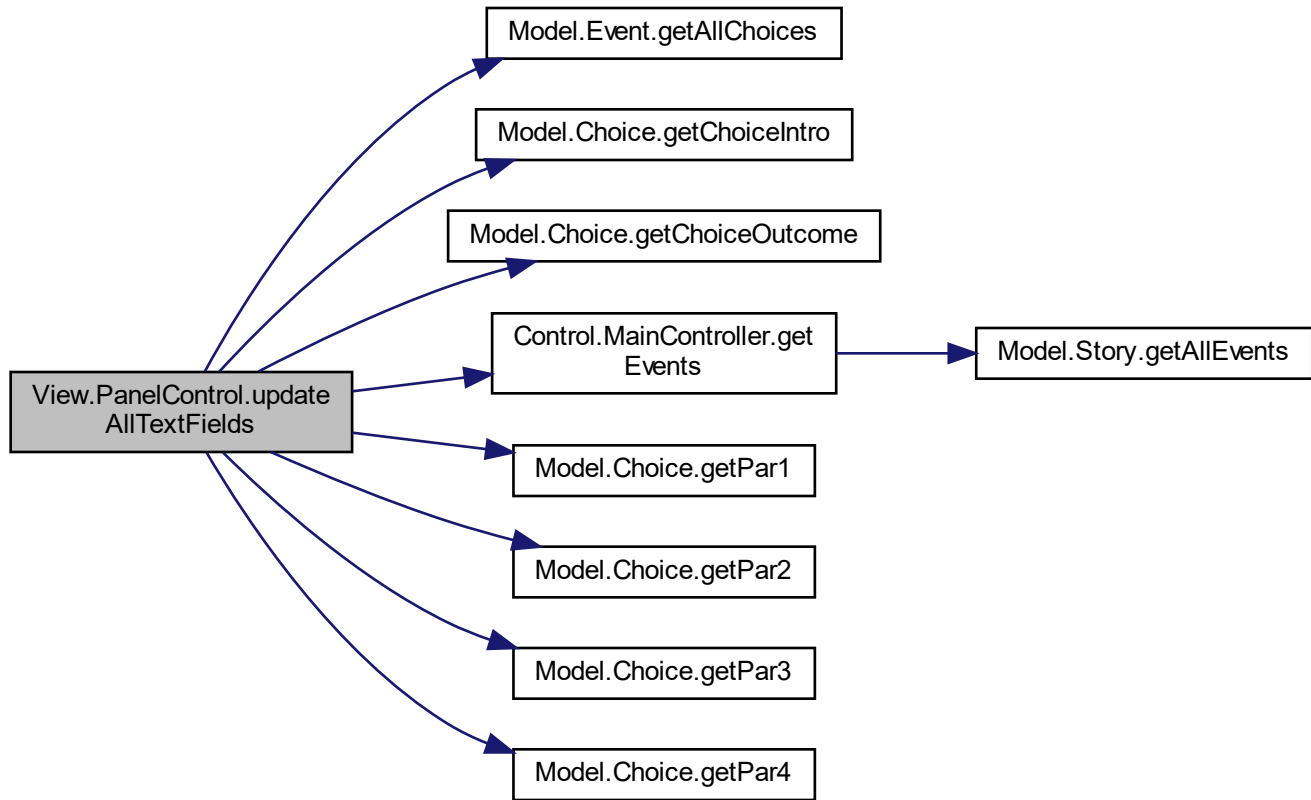 Model.Event.getAllChoices
Model.Choice.getChoiceIntro
Model.Choice.getChoiceOutcome
Control.MainController.get
Events
Model.Story.getAllEvents
View.PanelControl.update
AllTextFields
Model.Choice.getPar1
Model.Choice.getPar2
Model.Choice.getPar3
Model.Choice.getPar4